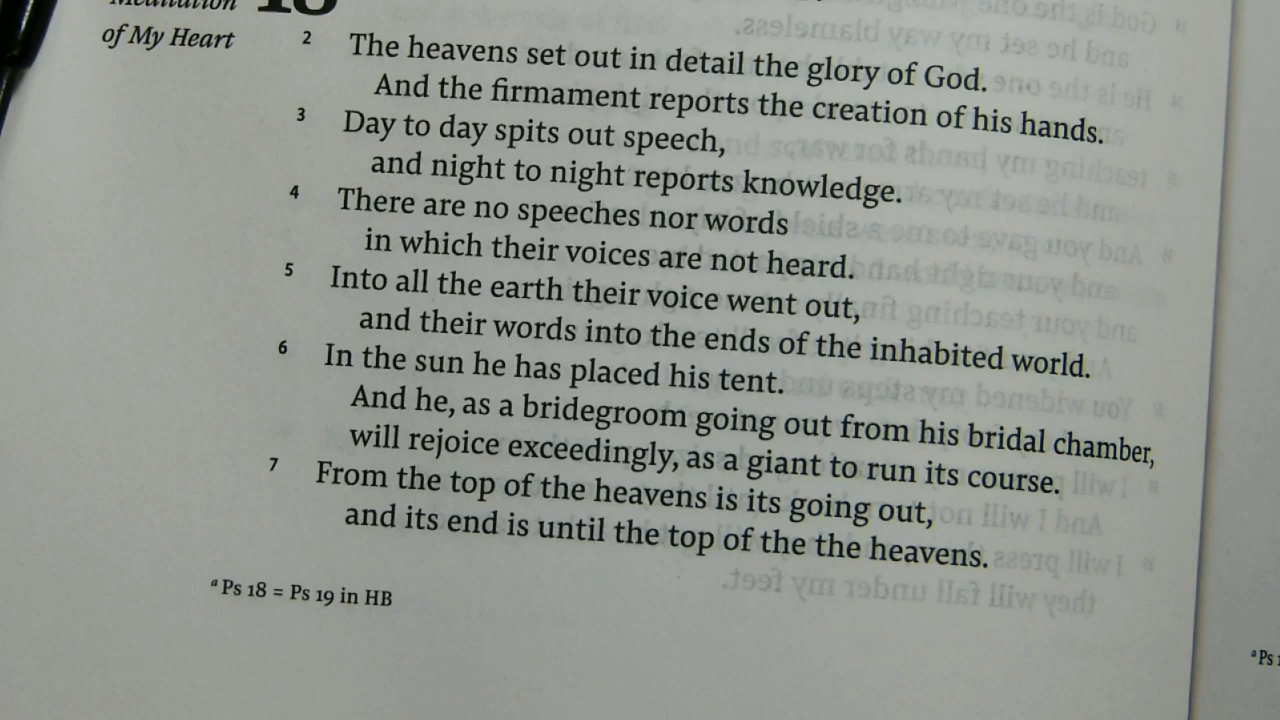 Meditation
of My Heart
18
2 The heavens set out in detail the glory of God.
And the firmament reports the creation of his hands.
3 Day to day spits out speech,
and night to night reports knowledge.
4 There are no speeches nor words
in which their voices are not heard.
5 Into all the earth their voice went out,
and their words into the ends of the inhabited world.
6 In the sun he has placed his tent.
And he, as a bridegroom going out from his bridal chamber,
will rejoice exceedingly, as a giant to run its course.
7 From the top of the heavens is its going out,
and its end is until the top of the the heavens.
a Ps 18 = Ps 19 in HB
a Ps